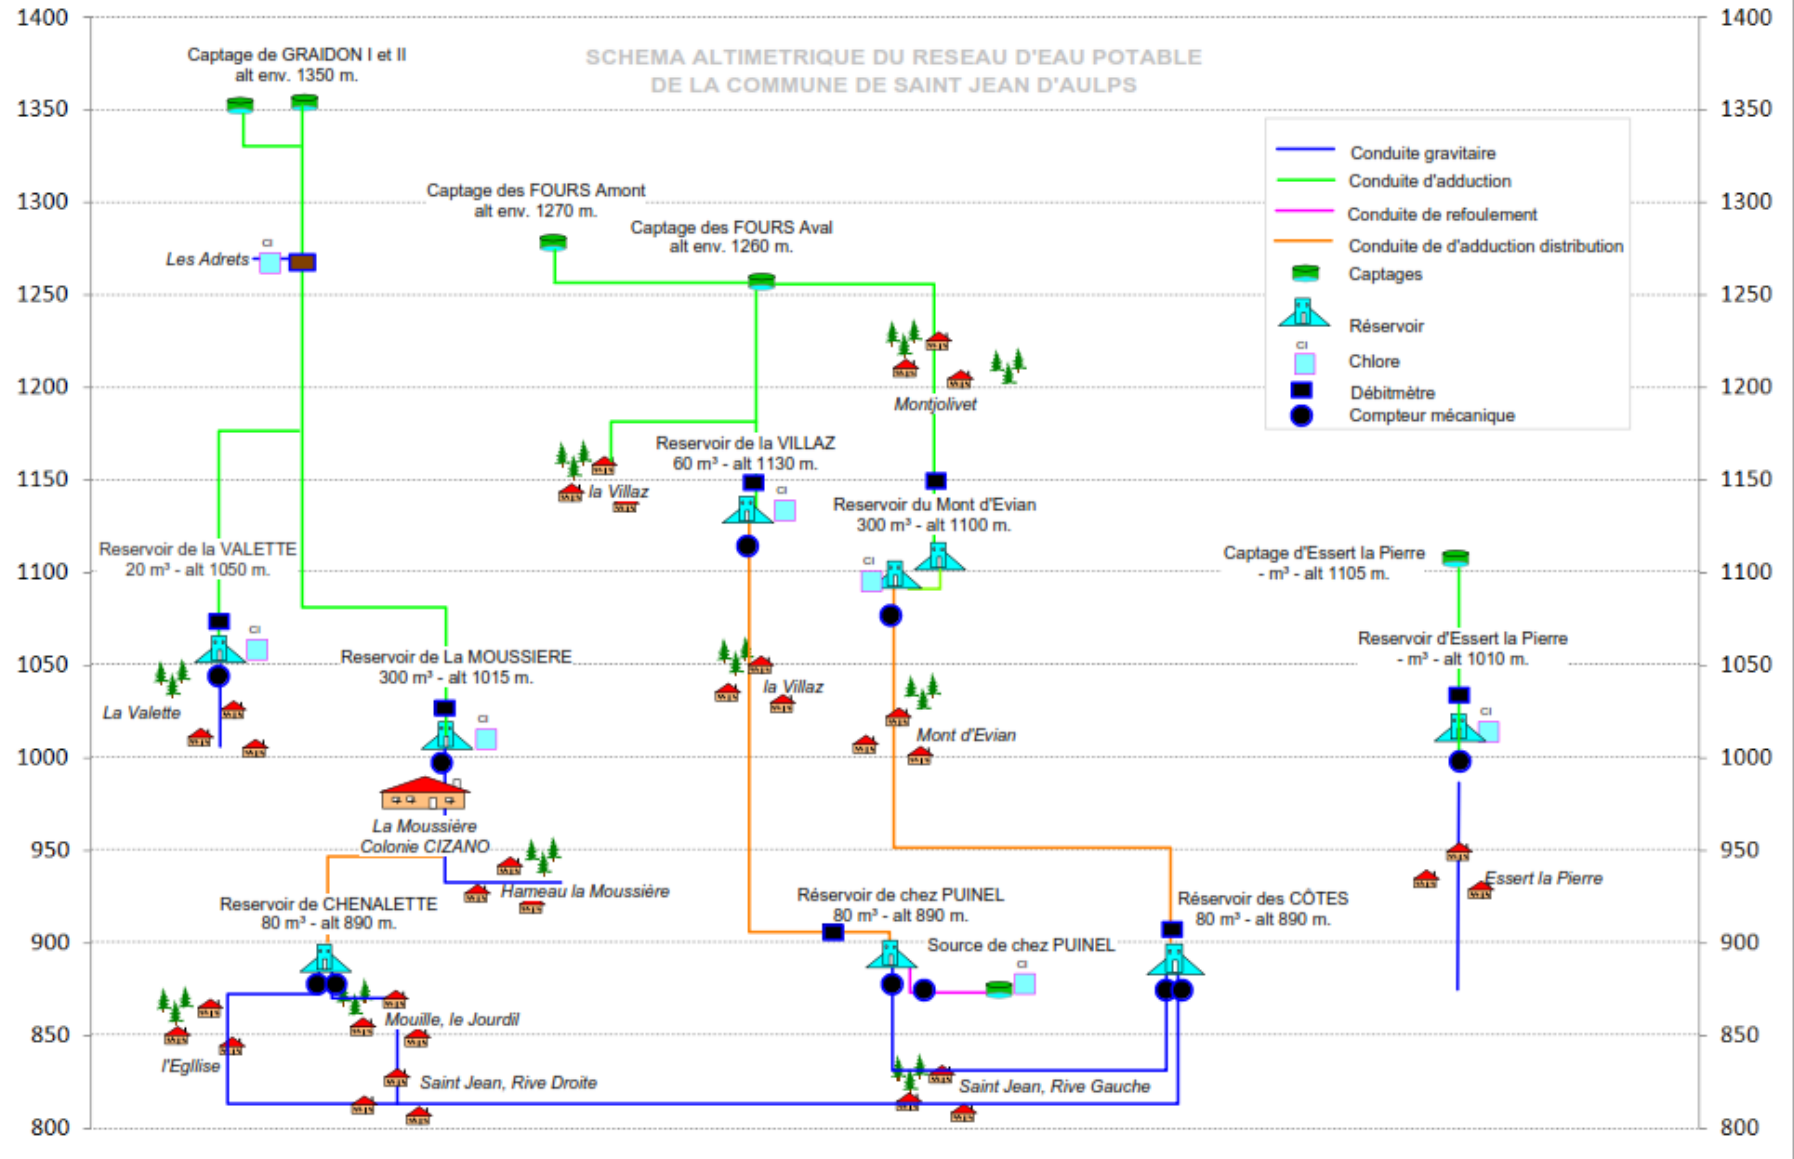 SCHEMA ALTIMETRIQUE DU RESEAU D'EAU POTABLE
DE LA COMMUNE DE SAINT JEAN D'AULPS
1400
1400
Captage de GRAIDON I et II
alt env. 1350 m.
1350
1350
Conduite gravitaire
Conduite d'adduction
Conduite de refoulement
Conduite de d'adduction distribution
Captages
Réservoir
Cl
Chlore
Débitmètre
Compteur mécanique
Captage des FOURS Amont
alt env. 1270 m.
1300
1300
Captage des FOURS Aval
alt env. 1260 m.
Cl
Les Adrets
1250
1250
1200
1200
Montjolivet
Reservoir de la VILLAZ
60 m³ - alt 1130 m.
1150
1150
la Villaz
Cl
Reservoir du Mont d'Evian
300 m³ - alt 1100 m.
Reservoir de la VALETTE
20 m³ - alt 1050 m.
Captage d'Essert la Pierre
- m³ - alt 1105 m.
Cl
1100
1100
Cl
Reservoir d'Essert la Pierre
- m³ - alt 1010 m.
Reservoir de La MOUSSIERE
300 m³ - alt 1015 m.
1050
1050
la Villaz
La Valette
Cl
Cl
Mont d'Evian
1000
1000
La Moussière
Colonie CIZANO
950
950
Hameau la Moussière
Essert la Pierre
Reservoir de CHENALETTE
80 m³ - alt 890 m.
Réservoir de chez PUINEL
80 m³ - alt 890 m.
Réservoir des CÔTES
80 m³ - alt 890 m.
900
900
Source de chez PUINEL
Cl
Mouille, le Jourdil
850
850
l'Egllise
Saint Jean, Rive Droite
Saint Jean, Rive Gauche
800
800